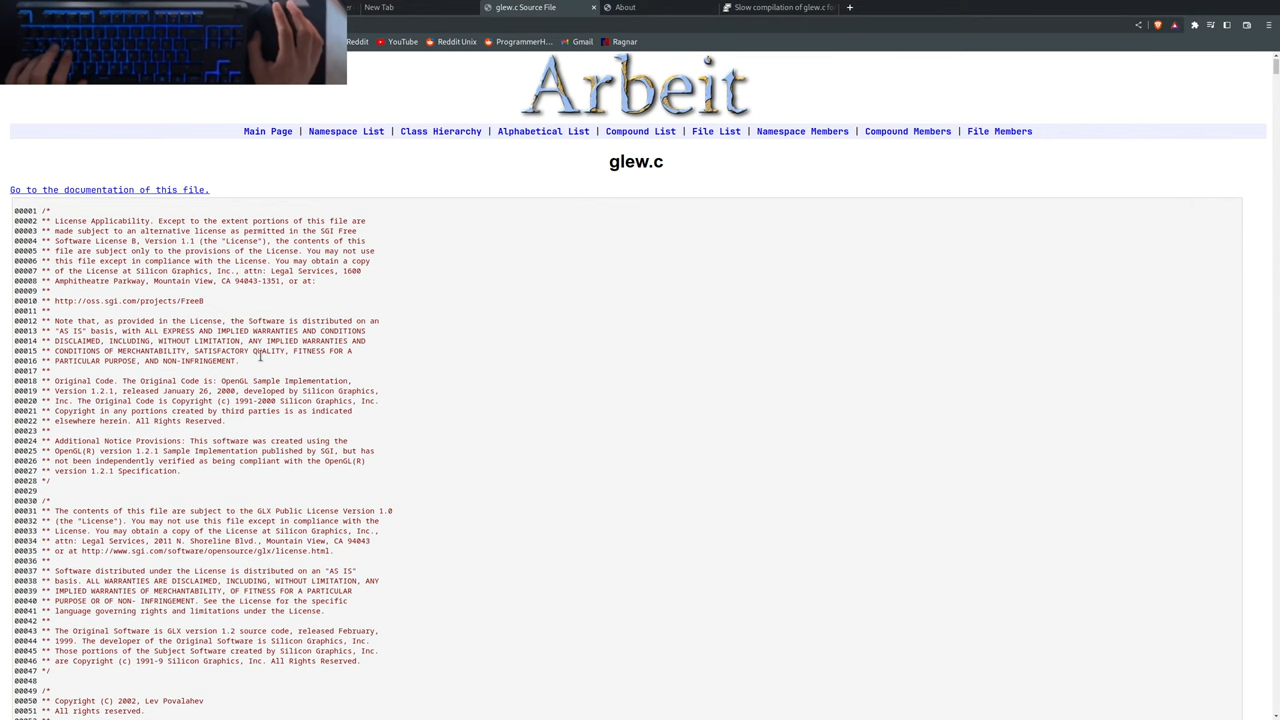 New Tab
glew.c Source File
About
Slow compilation of glew.c fo
Reddit
YouTube
Reddit Unix
ProgrammerH...
Gmail
Ragnar
Arbeit
Main Page | Namespace List | Class Hierarchy | Alphabetical List | Compound List | File List | Namespace Members | Compound Members | File Members
glew.c
Go to the documentation of this file.
00001 /*
00002 ** License Applicability. Except to the extent portions of this file are
00003 ** made subject to an alternative license as permitted in the SGI Free
00004 ** Software License B, Version 1.1 (the "License"), the contents of this
00005 ** file are subject only to the provisions of the License. You may not use
00006 ** this file except in compliance with the License. You may obtain a copy
00007 ** of the License at Silicon Graphics, Inc., attn: Legal Services, 1600
00008 ** Amphitheatre Parkway, Mountain View, CA 94043-1351, or at:
00009 **
00010 ** http://oss.sgi.com/projects/FreeB
00011 **
00012 ** Note that, as provided in the License, the Software is distributed on an
00013 ** "AS IS" basis, with ALL EXPRESS AND IMPLIED WARRANTIES AND CONDITIONS
00014 ** DISCLAIMED, INCLUDING, WITHOUT LIMITATION, ANY IMPLIED WARRANTIES AND
00015 ** CONDITIONS OF MERCHANTABILITY, SATISFACTORY QUALITY, FITNESS FOR A
00016 ** PARTICULAR PURPOSE, AND NON-INFRINGEMENT.
00017 **
00018 ** Original Code. The Original Code is: OpenGL Sample Implementation,
00019 ** Version 1.2.1, released January 26, 2000, developed by Silicon Graphics,
00020 ** Inc. The Original Code is Copyright (c) 1991-2000 Silicon Graphics, Inc.
00021 ** Copyright in any portions created by third parties is as indicated
00022 ** elsewhere herein. All Rights Reserved.
00023 **
00024 ** Additional Notice Provisions: This software was created using the
00025 ** OpenGL(R) version 1.2.1 Sample Implementation published by SGI, but has
00026 ** not been independently verified as being compliant with the OpenGL(R)
00027 ** version 1.2.1 Specification.
00028 */
00029
00030 /*
00031 ** The contents of this file are subject to the GLX Public License Version 1.0
00032 ** (the "License"). You may not use this file except in compliance with the
00033 ** License. You may obtain a copy of the License at Silicon Graphics, Inc.,
00034 ** attn: Legal Services, 2011 N. Shoreline Blvd., Mountain View, CA 94043
00035 ** or at http://www.sgi.com/software/opensource/glx/license.html.
00036 **
00037 ** Software distributed under the License is distributed on an "AS IS"
00038 ** basis. ALL WARRANTIES ARE DISCLAIMED, INCLUDING, WITHOUT LIMITATION, ANY
00039 ** IMPLIED WARRANTIES OF MERCHANTABILITY, OF FITNESS FOR A PARTICULAR
00040 ** PURPOSE OR OF NON- INFRINGEMENT. See the License for the specific
00041 ** language governing rights and limitations under the License.
00042 **
00043 ** The Original Software is GLX version 1.2 source code, released February,
00044 ** 1999. The developer of the Original Software is Silicon Graphics, Inc.
00045 ** Those portions of the Subject Software created by Silicon Graphics, Inc.
00046 ** are Copyright (c) 1991-9 Silicon Graphics, Inc. All Rights Reserved.
00047 */
00048
00049 /*
00050 ** Copyright (C) 2002, Lev Povalahev
00051 ** All rights reserved.